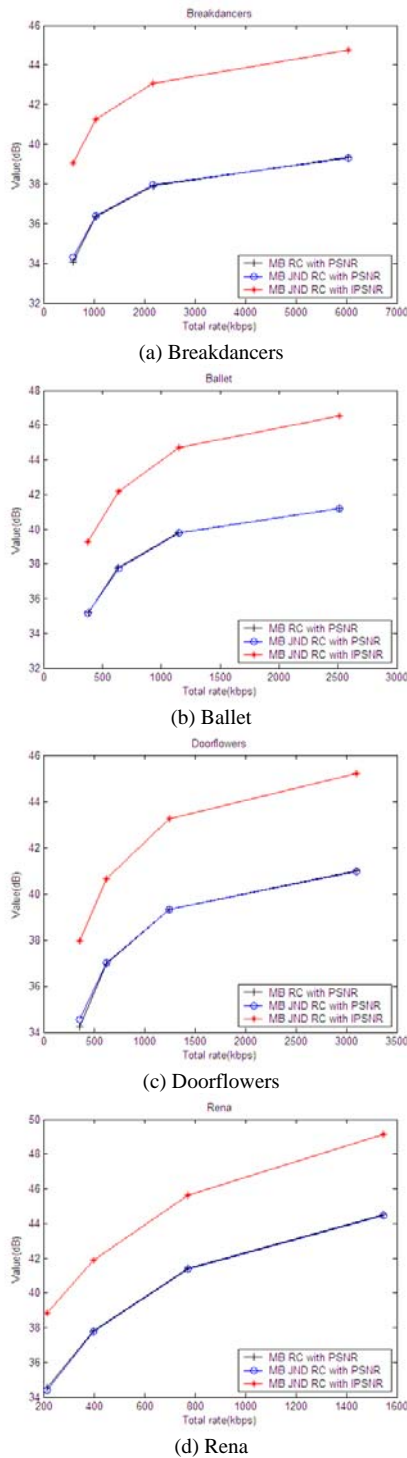 Breakdancers
46
44
42
40
38
36
34
32
Value(dB)
MB RC with PSNR
MB JND RC with PSNR
MB JND RC with IPSNR
0 1000 2000 3000 4000 5000 6000 7000
Total rate(kbps)
(a) Breakdancers
Ballet
48
46
44
42
40
38
36
34
32
Value(dB)
MB RC with PSNR
MB JND RC with PSNR
MB JND RC with IPSNR
0 500 1000 1500 2000 2500 3000
Total rate(kbps)
(b) Ballet
Doorflowers
46
44
42
40
38
36
34
Value(dB)
MB RC with PSNR
MB JND RC with PSNR
MB JND RC with IPSNR
0 500 1000 1500 2000 2500 3000 3500
Total rate(kbps)
(c) Doorflowers
Rena
50
48
46
44
42
40
38
36
34
Value(dB)
MB RC with PSNR
MB JND RC with PSNR
MB JND RC with IPSNR
200 400 600 800 1000 1200 1400 1600
Total rate(kbps)
(d) Rena